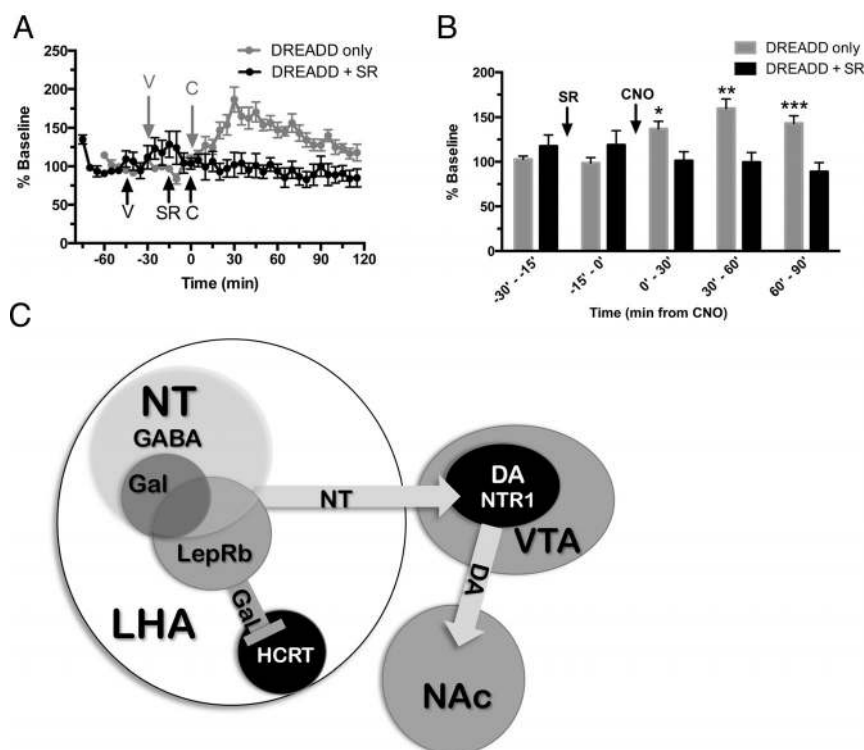 A
DREADD only
DREADD + SR
% Baseline
250
200
150
100
50
0
V
C
V
SR
C
-60
-30
0
30
60
90
120
Time (min)
B
DREADD only
DREADD + SR
% Baseline
200
150
100
50
0
SR
CNO
*
**
***
-30' - -15'
-15' - 0'
0' - 30'
30' - 60'
60' - 90'
Time (min from CNO)
C
NT
GABA
Gal
LepRb
LHA
Gal
HCRT
NT
DA
NTR1
VTA
DA
NAc